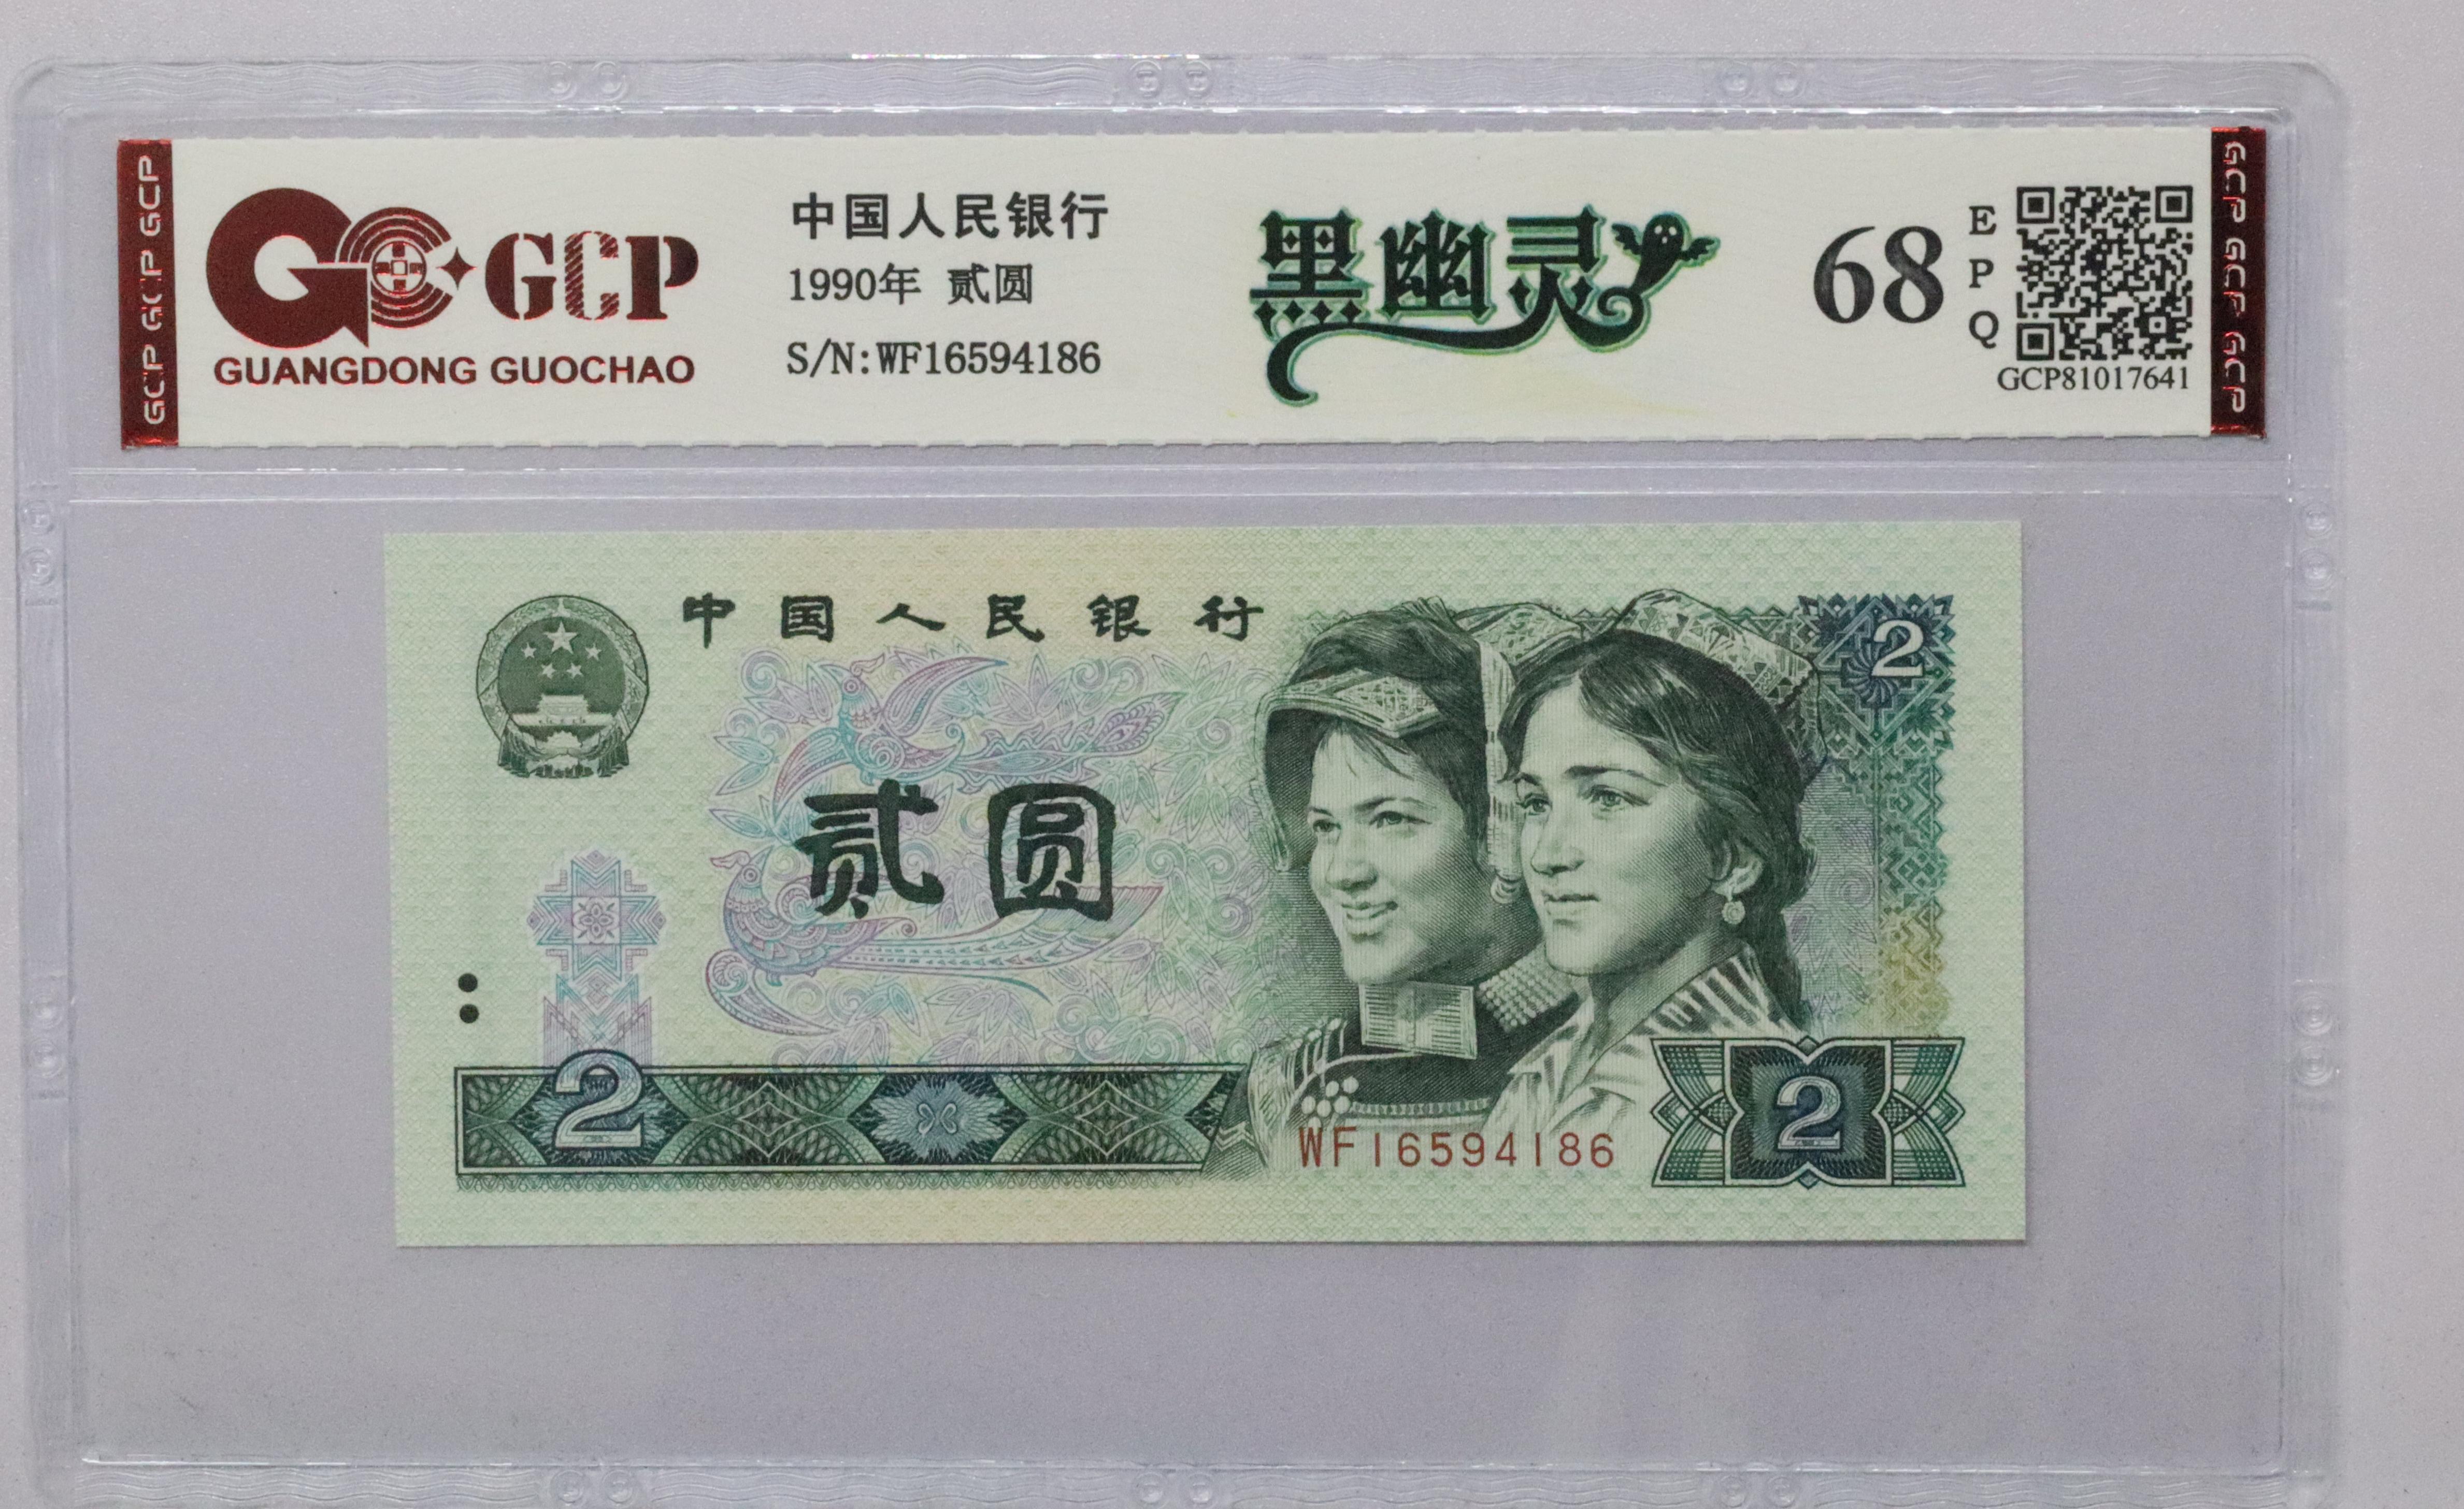 GCP GCP GCP
GCP
GUANGDONG GUOCHAO
中国人民银行
1990年 贰圆
S/N:WF16594186
黑幽灵
68
E
P
Q
GCP81017641
GCP GCP GCP
中国人民银行
2
贰圆
2
WF16594186
2